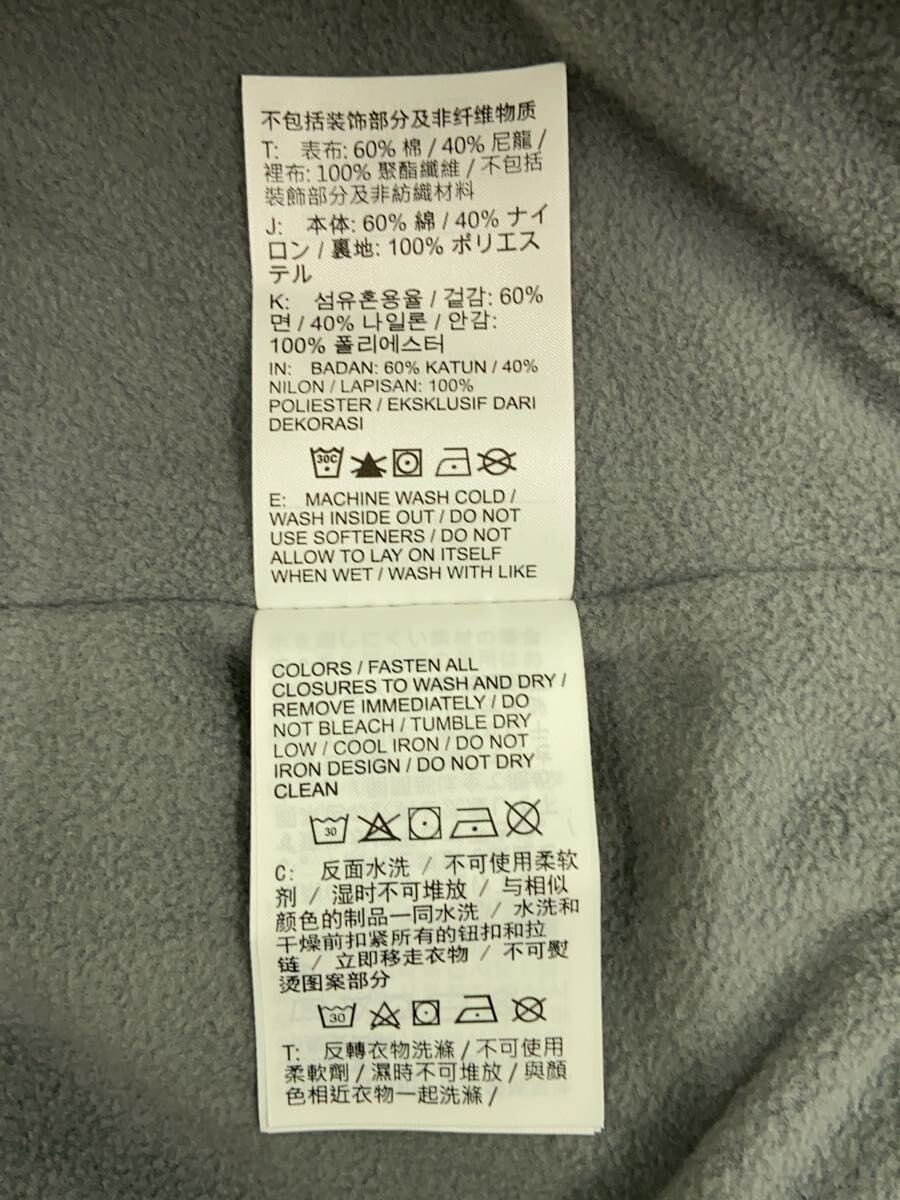 不包括装饰部分及非纤维物质
T: 表布: 60% 棉 / 40% 尼龍 /
裡布: 100% 聚酯纖維 / 不包括
裝飾部分及非紡織材料
J: 本体: 60% 綿 / 40% ナイ
ロン / 裏地: 100% ポリエス
テル
K: 섬유혼용율 / 겉감: 60%
면 / 40% 나일론 / 안감:
100% 폴리에스터
IN: BADAN: 60% KATUN / 40%
NILON / LAPISAN: 100%
POLIESTER / EKSKLUSIF DARI
DEKORASI
30C
E: MACHINE WASH COLD /
WASH INSIDE OUT / DO NOT
USE SOFTENERS / DO NOT
ALLOW TO LAY ON ITSELF
WHEN WET / WASH WITH LIKE
COLORS / FASTEN ALL
CLOSURES TO WASH AND DRY /
REMOVE IMMEDIATELY / DO
NOT BLEACH / TUMBLE DRY
LOW / COOL IRON / DO NOT
IRON DESIGN / DO NOT DRY
CLEAN
30
C: 反面水洗 / 不可使用柔软
剂 / 湿时不可堆放 / 与相似
颜色的制品一同水洗 / 水洗和
干燥前扣紧所有的钮扣和拉
链 / 立即移走衣物 / 不可熨
烫图案部分
30
T: 反轉衣物洗滌 / 不可使用
柔軟劑 / 濕時不可堆放 / 與顏
色相近衣物一起洗滌 /